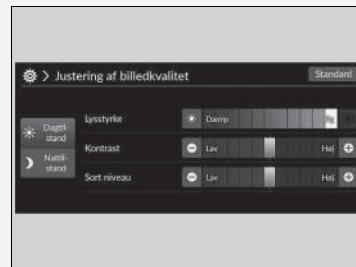 > Justering af billedkvalitet
Standard
Dagtil-
stand
Nattil-
stand
Lysstyrke
Dæmp
Kontrast
Lav
Høj
Sort niveau
Lav
Høj